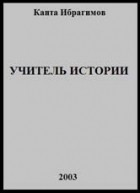 Канта Ибрагимов
УЧИТЕЛЬ ИСТОРИИ
2003